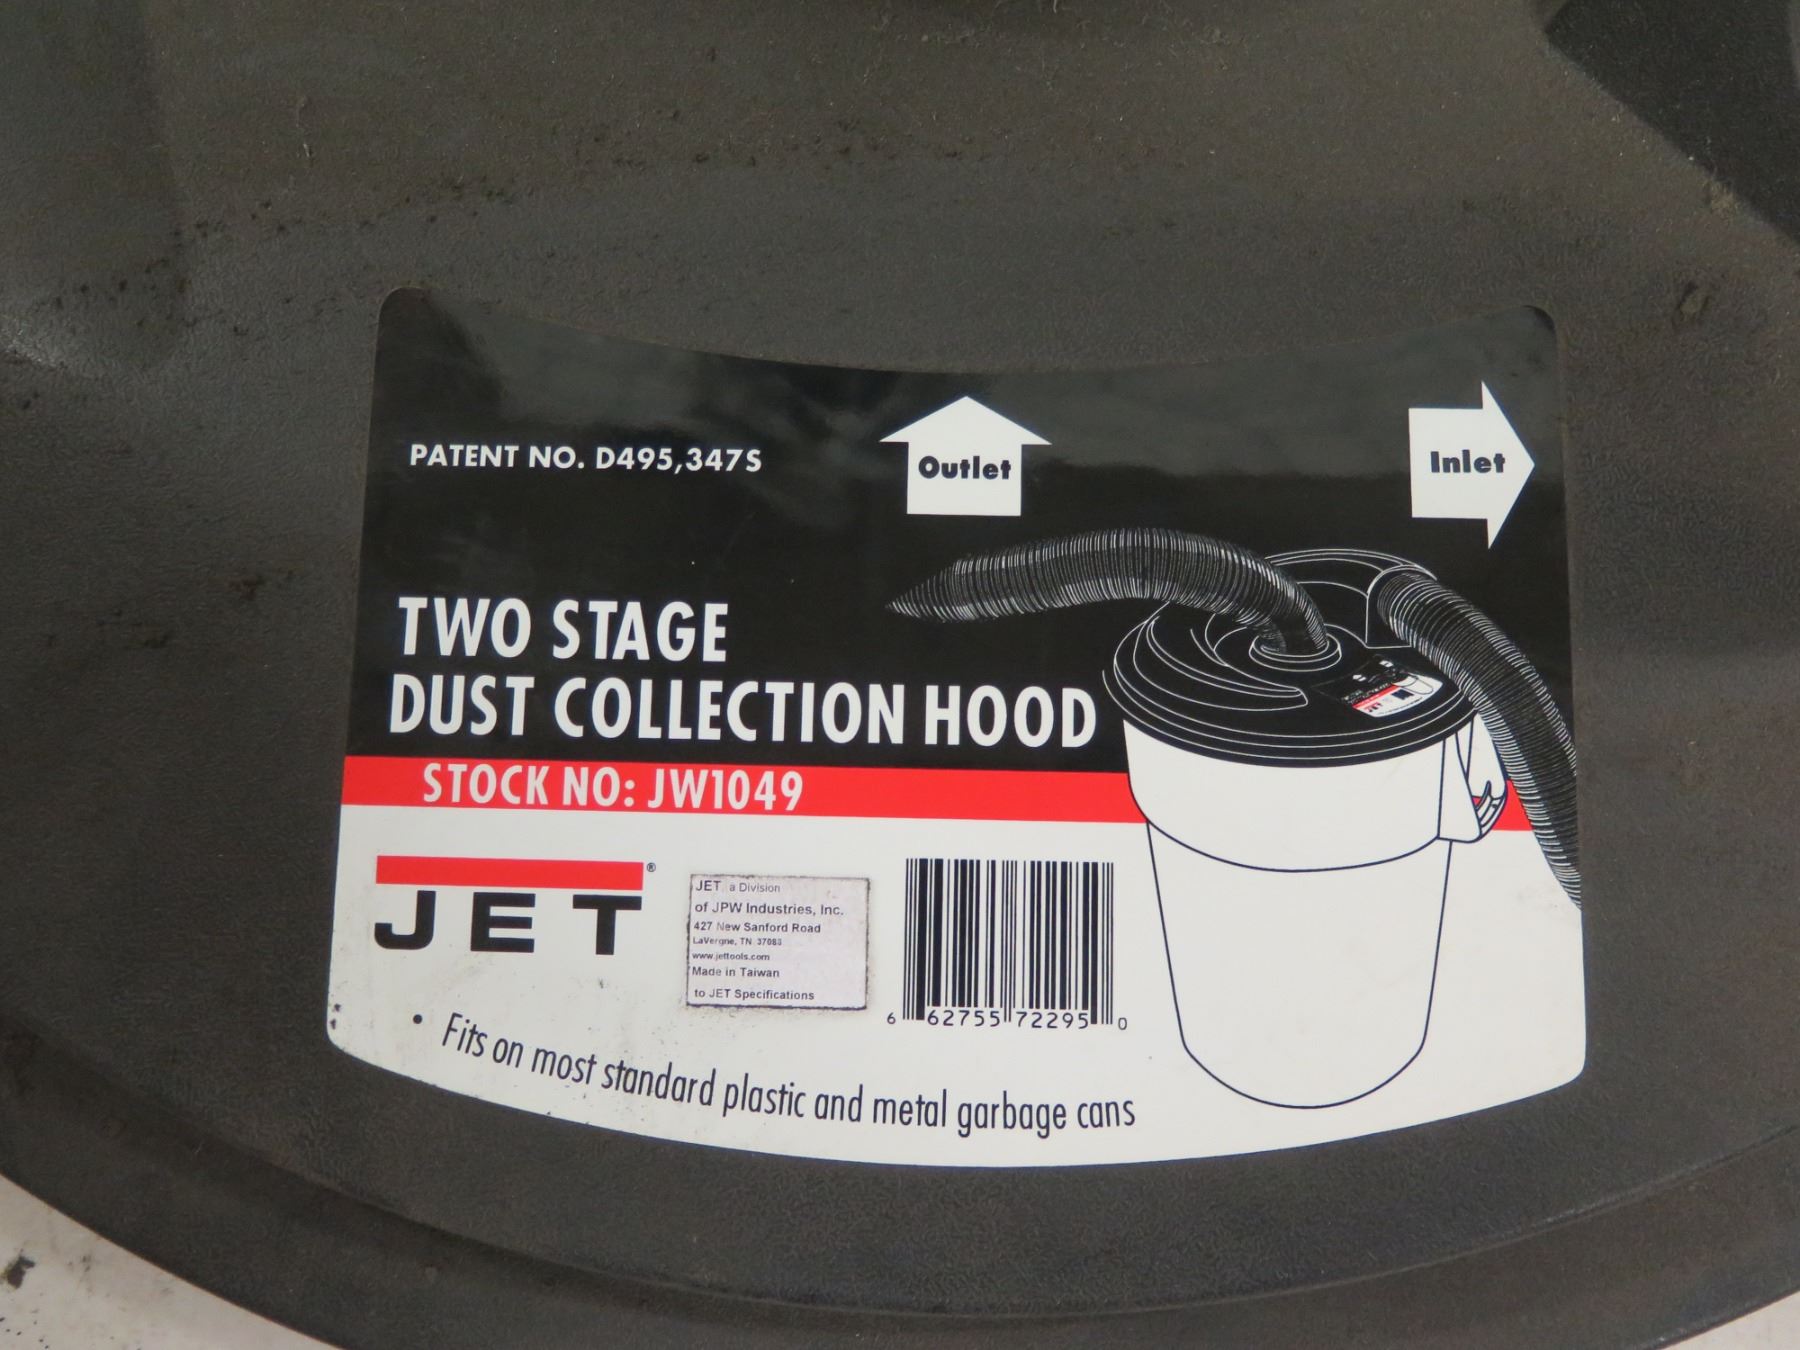 PATENT NO. D495,347S
Outlet
Inlet
TWO STAGE
DUST COLLECTION HOOD
STOCK NO: JW1049
JET®
JET a Division
of JPW Industries, Inc.
427 New Sanford Road
LaVergne, TN 37083
www.jettools.com
Made in Taiwan
to JET Specifications
6 62755 72295 0
• Fits on most standard plastic and metal garbage cans